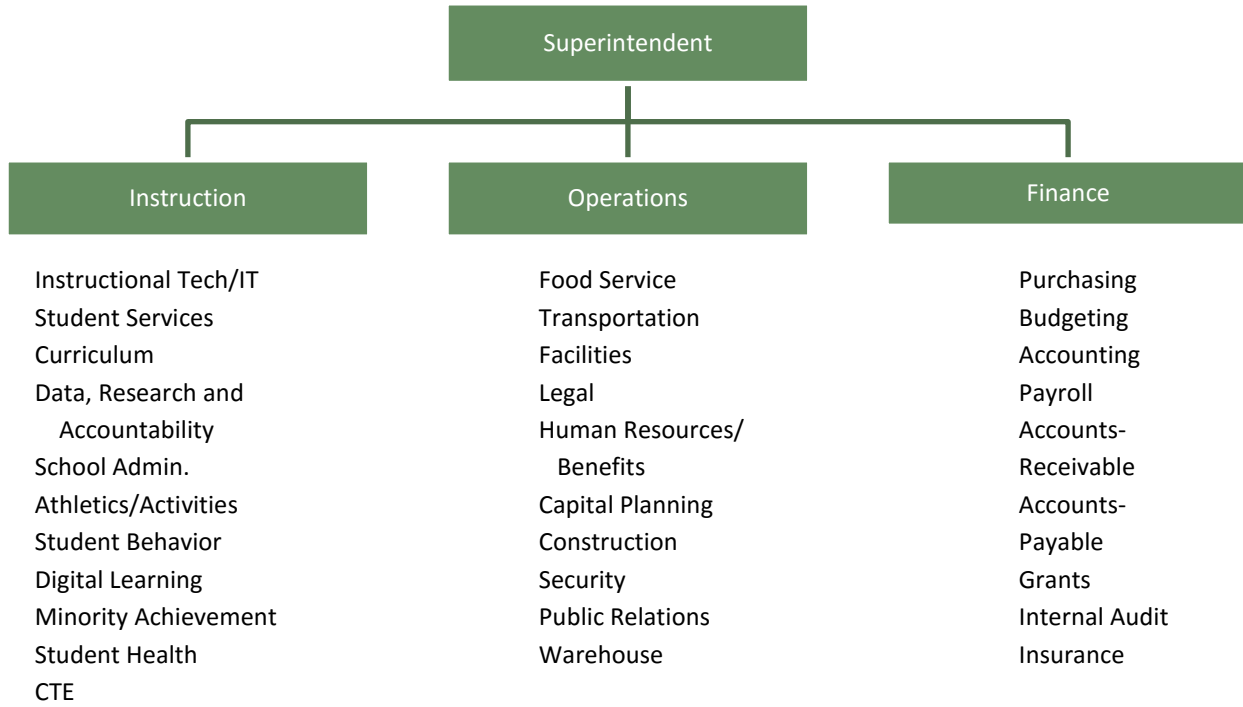 Superintendent
Instruction
Operations
Finance
Instructional Tech/IT
Student Services
Curriculum
Data, Research and
Accountability
School Admin.
Athletics/Activities
Student Behavior
Digital Learning
Minority Achievement
Student Health
CTE
Food Service
Transportation
Facilities
Legal
Human Resources/
Benefits
Capital Planning
Construction
Security
Public Relations
Warehouse
Purchasing
Budgeting
Accounting
Payroll
Accounts-
Receivable
Accounts-
Payable
Grants
Internal Audit
Insurance